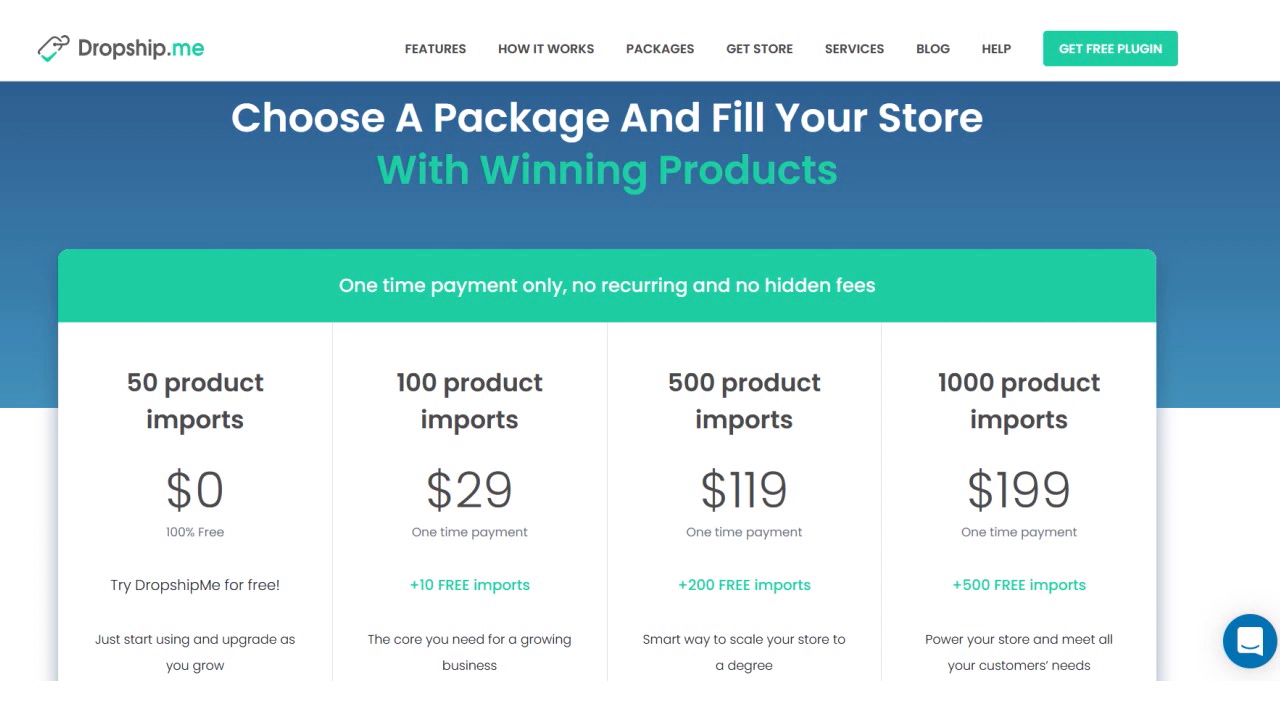 Dropship.me
FEATURES HOW IT WORKS PACKAGES GET STORE SERVICES BLOG HELP GET FREE PLUGIN
Choose A Package And Fill Your Store
With Winning Products
One time payment only, no recurring and no hidden fees
50 product
imports
$0
100% Free
Try DropshipMe for free!
Just start using and upgrade as
you grow
100 product
imports
$29
One time payment
+10 FREE imports
The core you need for a growing
business
500 product
imports
$119
One time payment
+200 FREE imports
Smart way to scale your store to
a degree
1000 product
imports
$199
One time payment
+500 FREE imports
Power your store and meet all
your customers’ needs